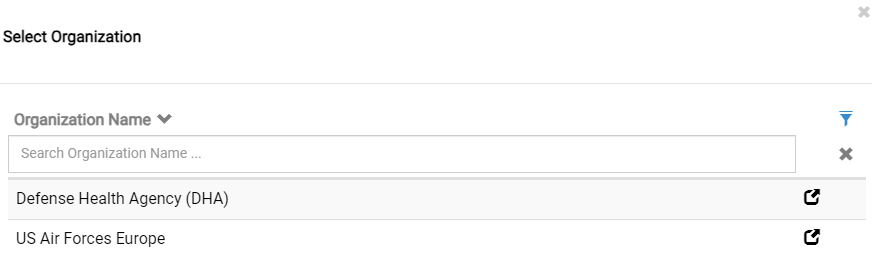 Select Organization
Organization Name
Search Organization Name ...
Defense Health Agency (DHA)
US Air Forces Europe